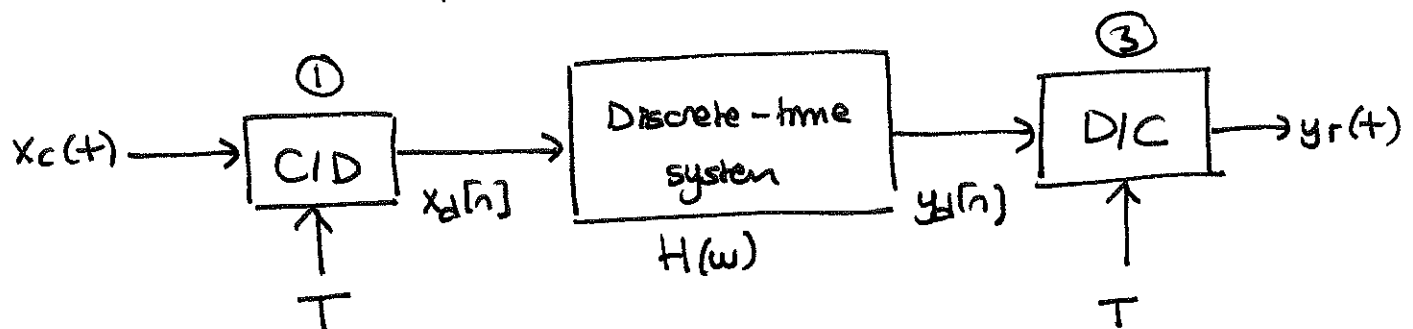 ① ③
xc(t) C/D xd[n] Discrete-time system yd[n] D/C yr(t)
H(w)
T T